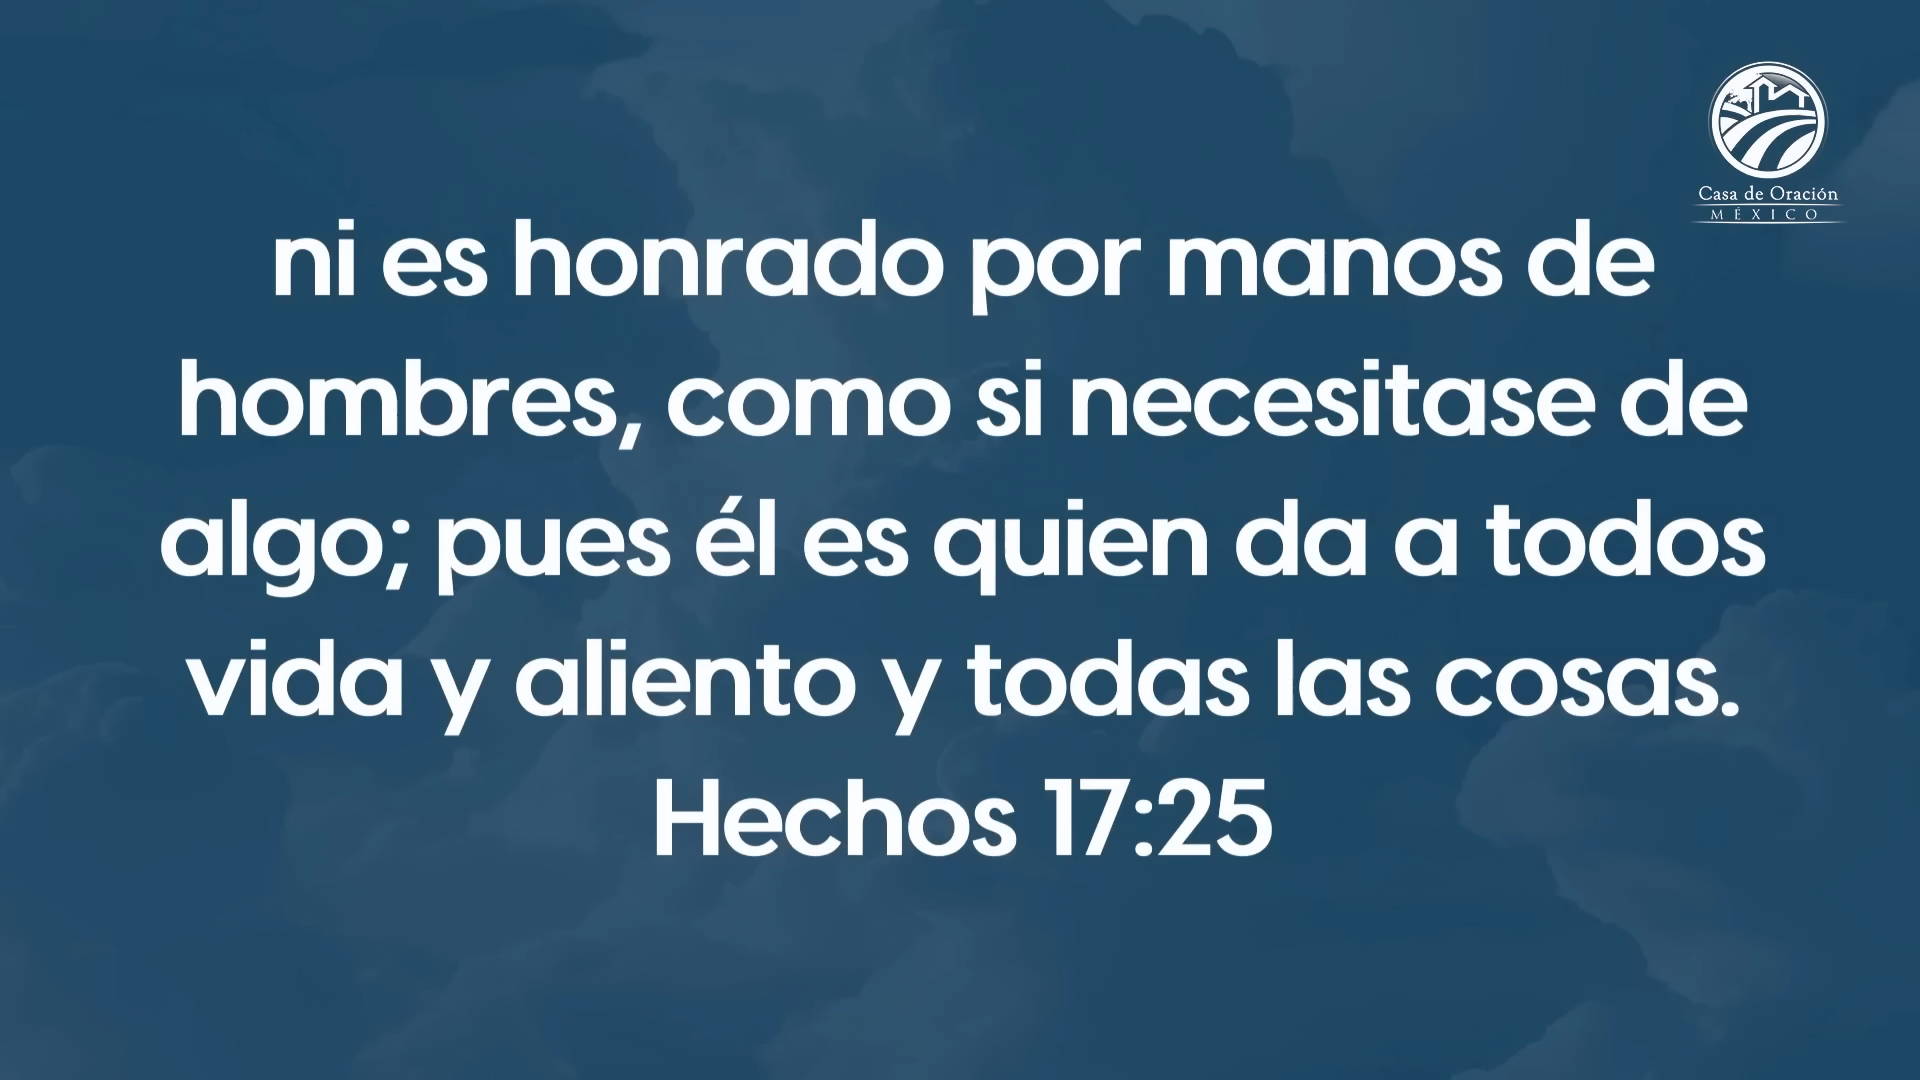 Casa de Oración
MÉXICO
ni es honrado por manos de
hombres, como si necesitase de
algo; pues él es quien da a todos
vida y aliento y todas las cosas.
Hechos 17:25